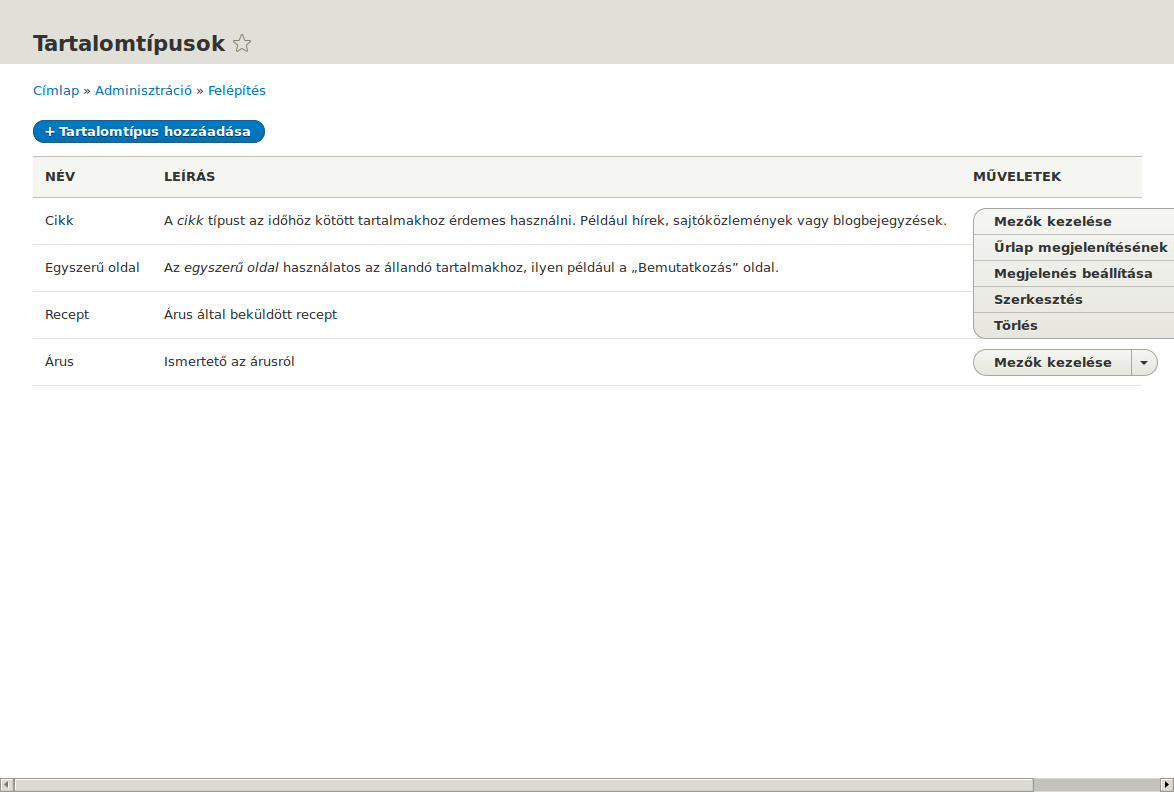 Tartalomtípusok
Címlap » Adminisztráció » Felépítés
+ Tartalomtípus hozzáadása
NÉV LEÍRÁS MŰVELETEK
Cikk A cikk típust az időhöz kötött tartalmakhoz érdemes használni. Például hírek, sajtóközlemények vagy blogbejegyzések. Mezők kezelése
Űrlap megjelenítésének
Egyszerű oldal Az egyszerű oldal használatos az állandó tartalmakhoz, ilyen például a „Bemutatkozás” oldal. Megjelenés beállítása
Szerkesztés
Recept Árus által beküldött recept
Törlés
Árus Ismertető az árusról Mezők kezelése